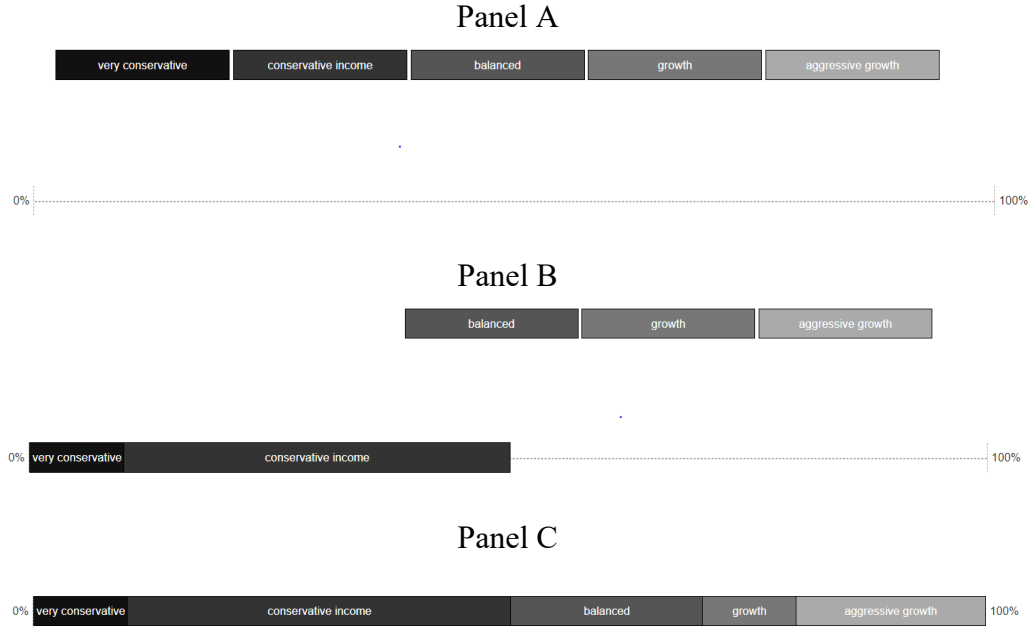 Panel A
very conservative conservative income balanced growth aggressive growth
0% 100%
Panel B
balanced growth aggressive growth
0% very conservative conservative income 100%
Panel C
0% very conservative conservative income balanced growth aggressive growth 100%